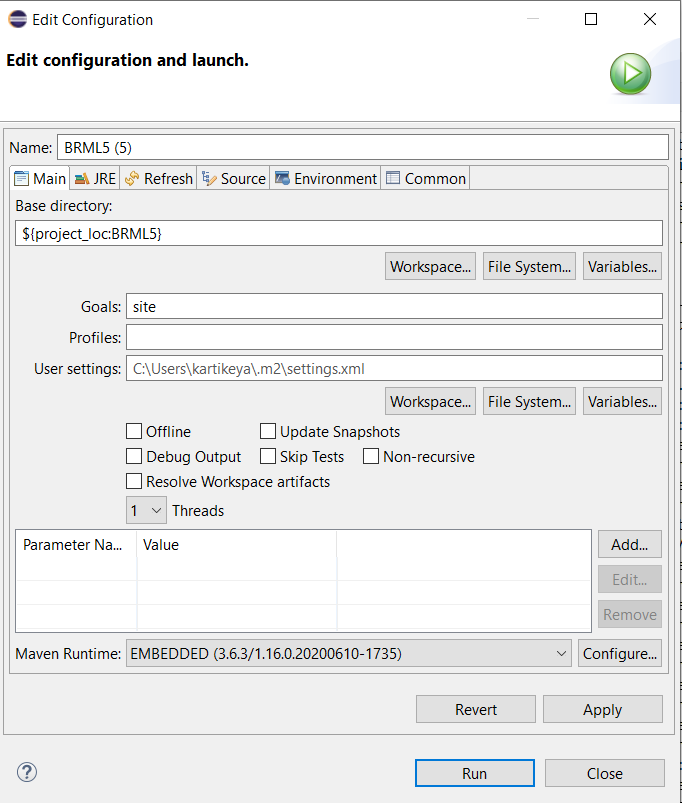 Edit Configuration
Edit configuration and launch.
Name: BRML5 (5)
Main JRE Refresh Source Environment Common
Base directory:
${project_loc:BRML5}
Workspace... File System... Variables...
Goals: site
Profiles:
User settings: C:\Users\kartikeya\.m2\settings.xml
Workspace... File System... Variables...
Offline Update Snapshots
Debug Output Skip Tests Non-recursive
Resolve Workspace artifacts
1 Threads
Parameter Na... Value Add...
Edit...
Remove
Maven Runtime: EMBEDDED (3.6.3/1.16.0.20200610-1735) Configure...
Revert Apply
? Run Close